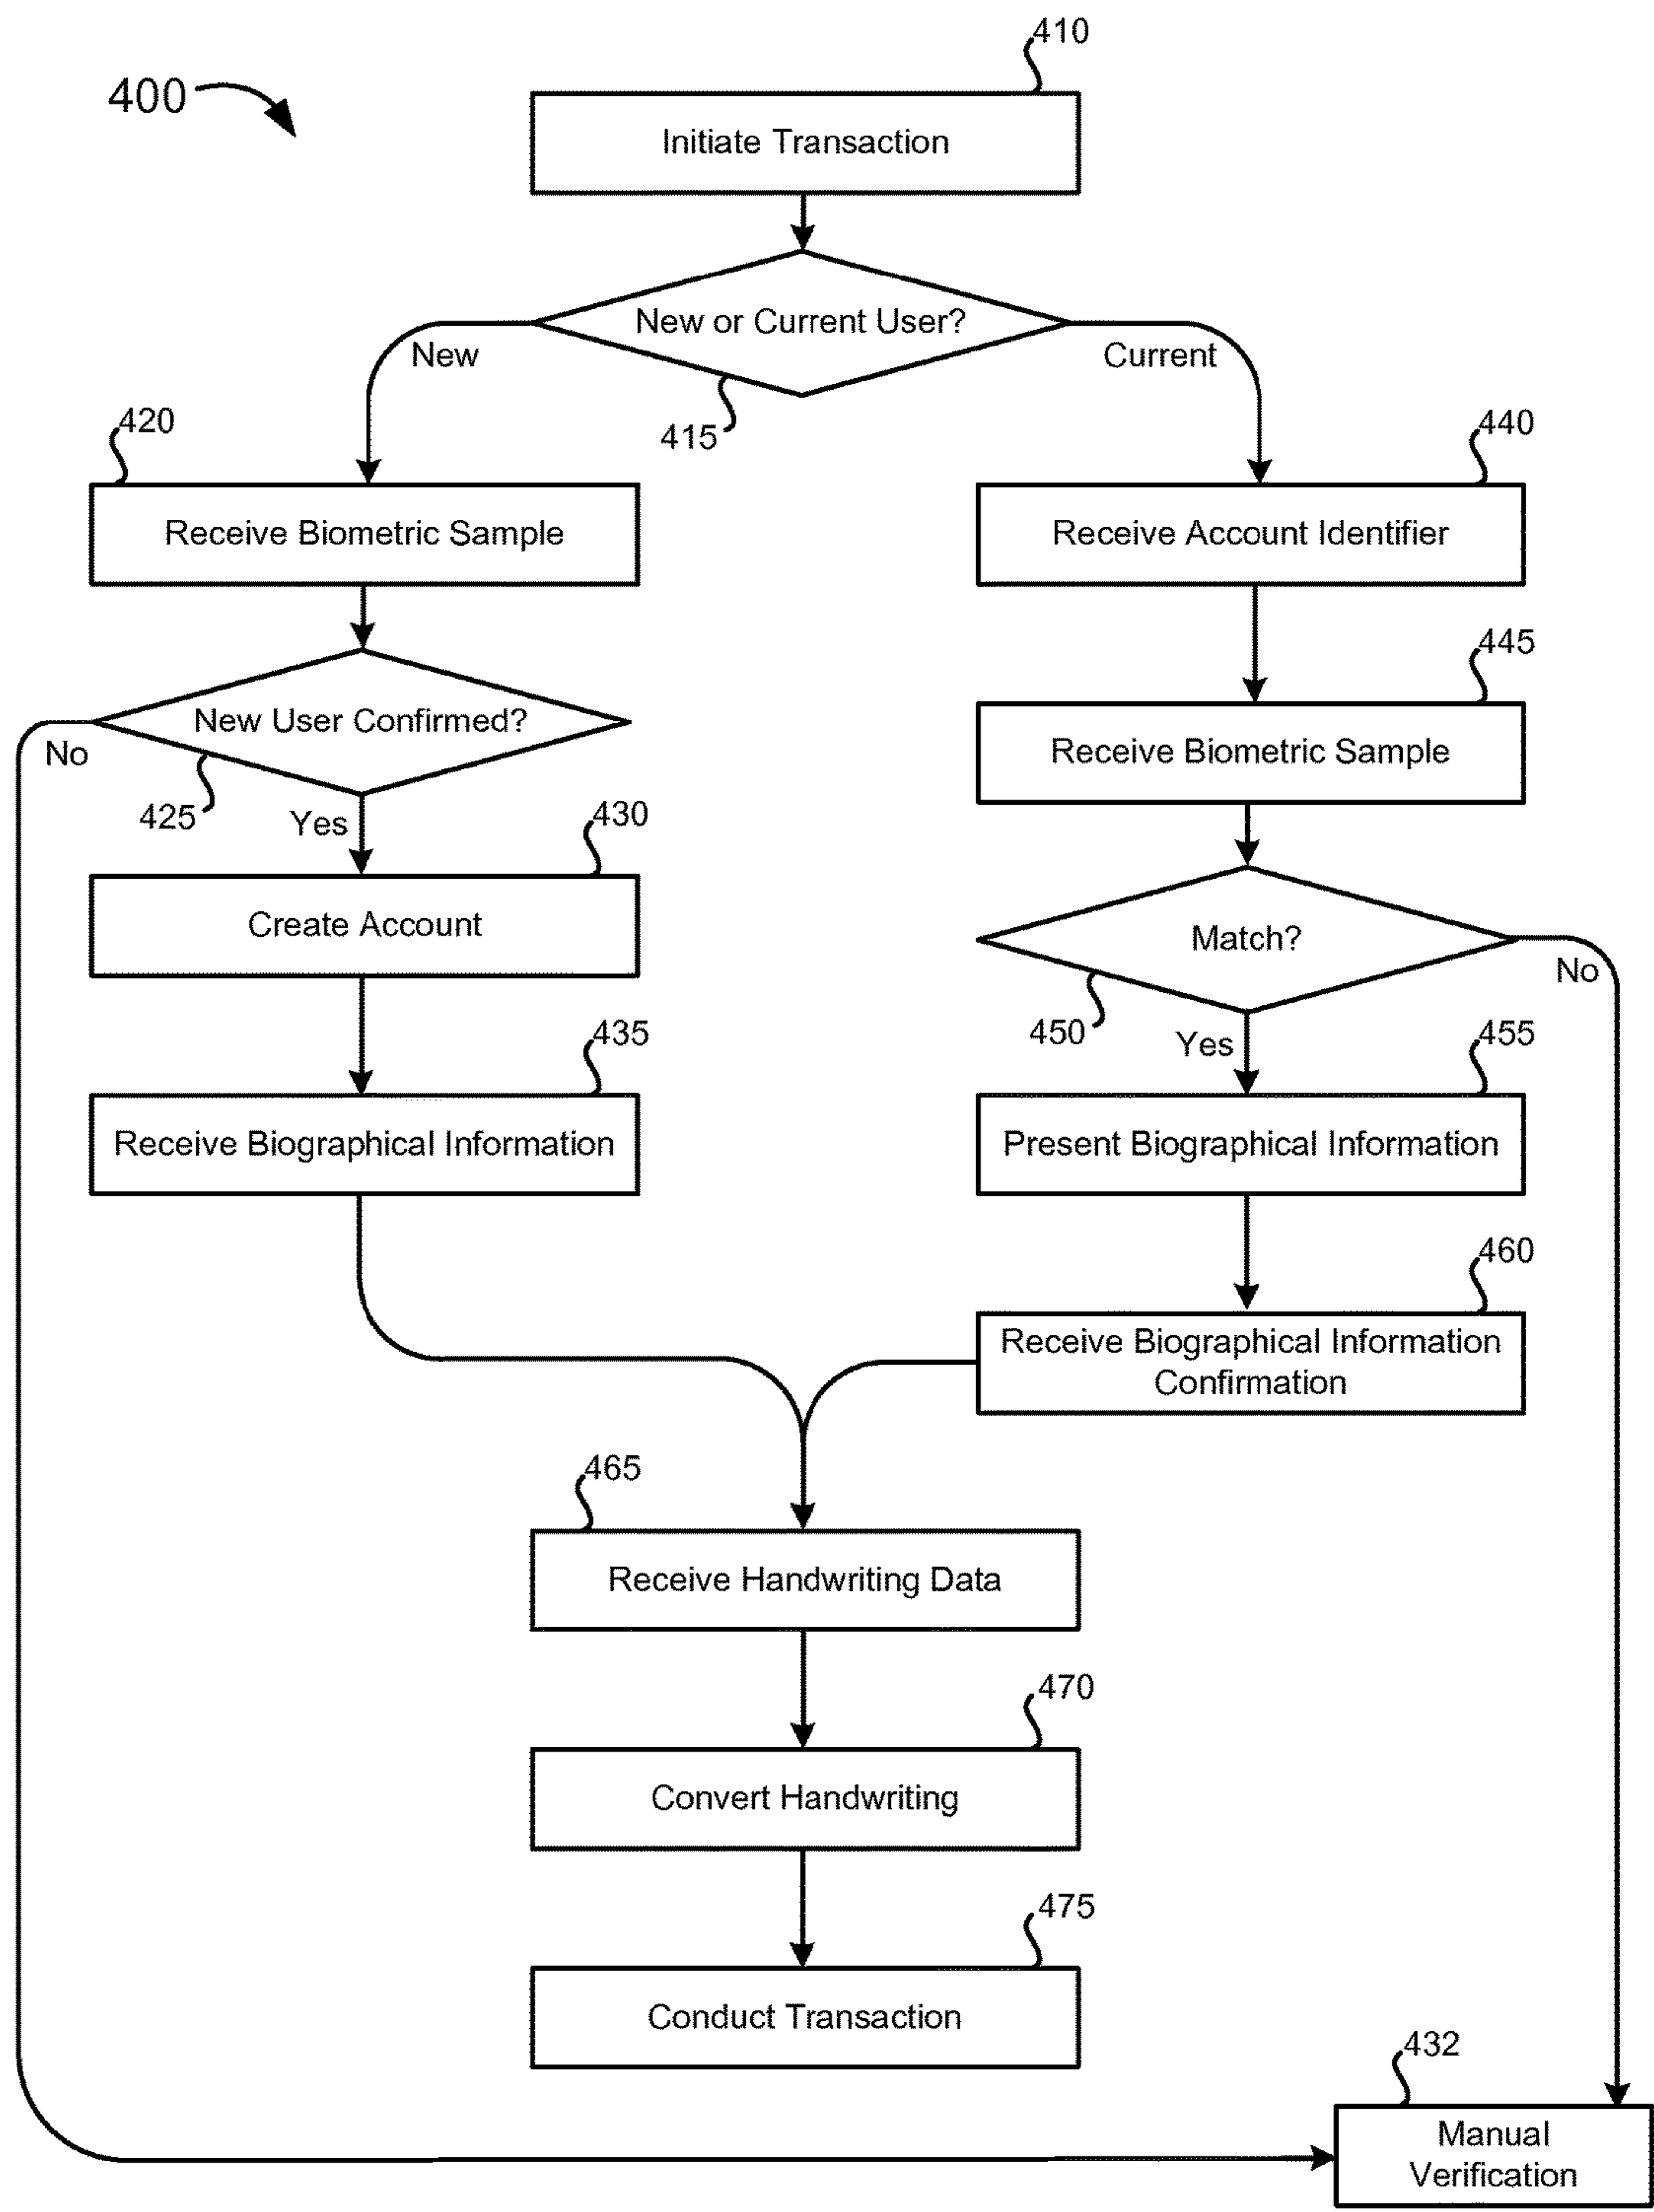 410
400
Initiate Transaction
New or Current User?
New
Current
415
420
440
Receive Biometric Sample
Receive Account Identifier
445
New User Confirmed?
No
Receive Biometric Sample
425
Yes
430
Create Account
Match?
No
450
Yes
435
455
Receive Biographical Information
Present Biographical Information
460
Receive Biographical Information
Confirmation
465
Receive Handwriting Data
470
Convert Handwriting
475
Conduct Transaction
432
Manual
Verification